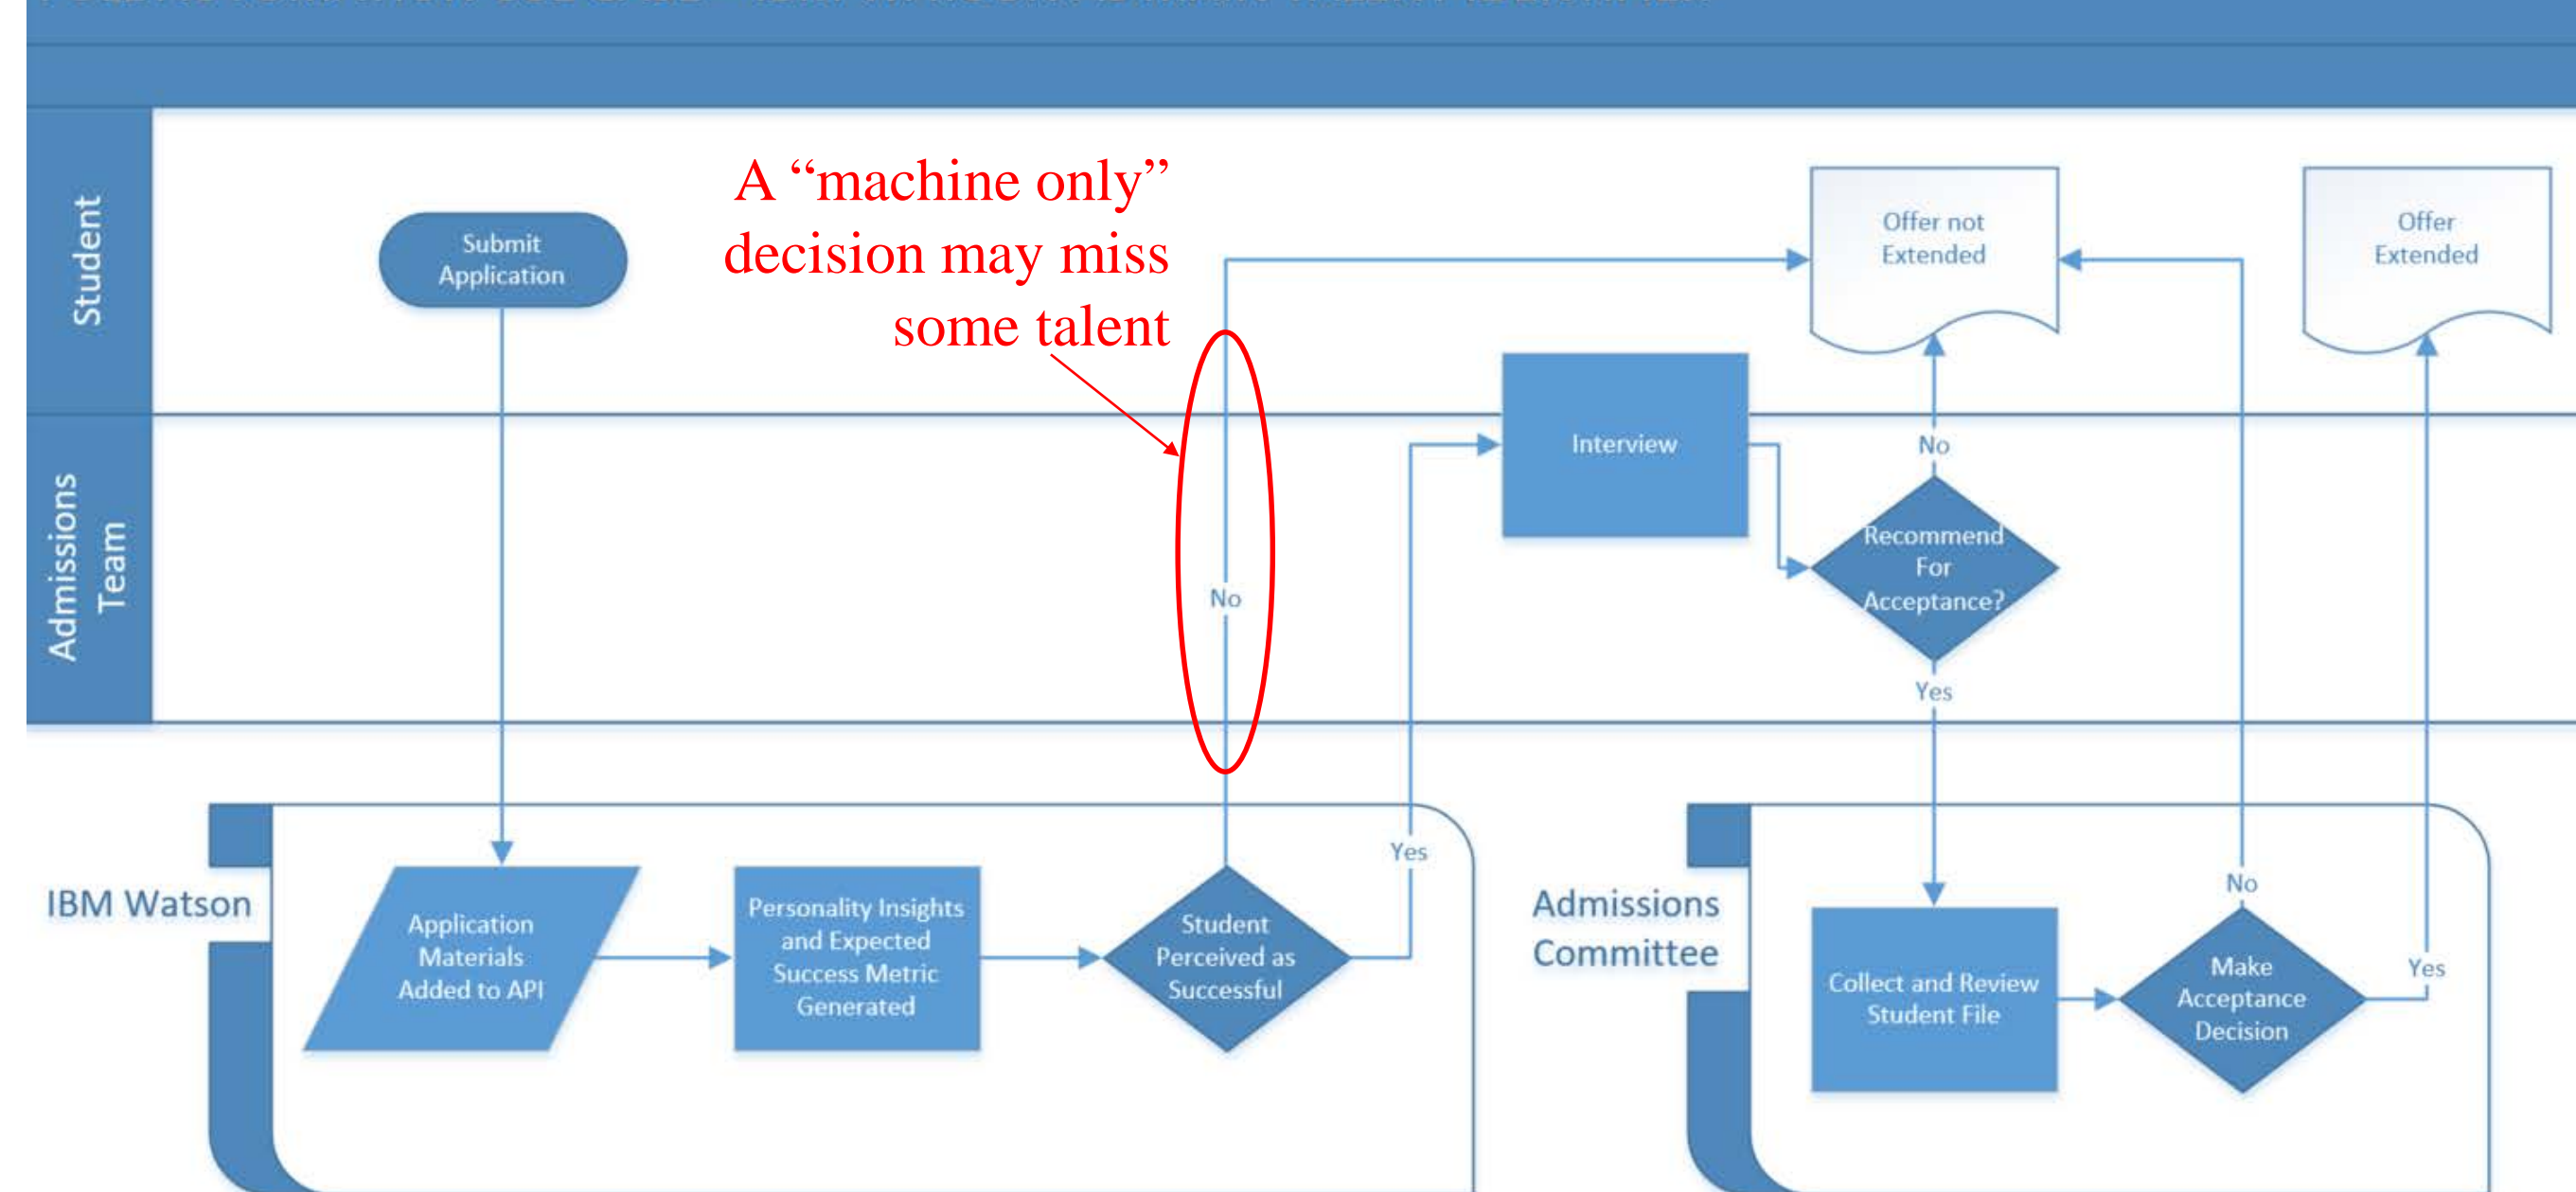 Student
Submit
Application
A “machine only”
decision may miss
some talent
Offer not
Extended
Offer
Extended
Admissions
Team
Interview
No
Recommend
For
Acceptance?
Yes
No
IBM Watson
Application
Materials
Added to API
Personality Insights
and Expected
Success Metric
Generated
Student
Perceived as
Successful
Yes
Admissions
Committee
Collect and Review
Student File
Make
Acceptance
Decision
No
Yes